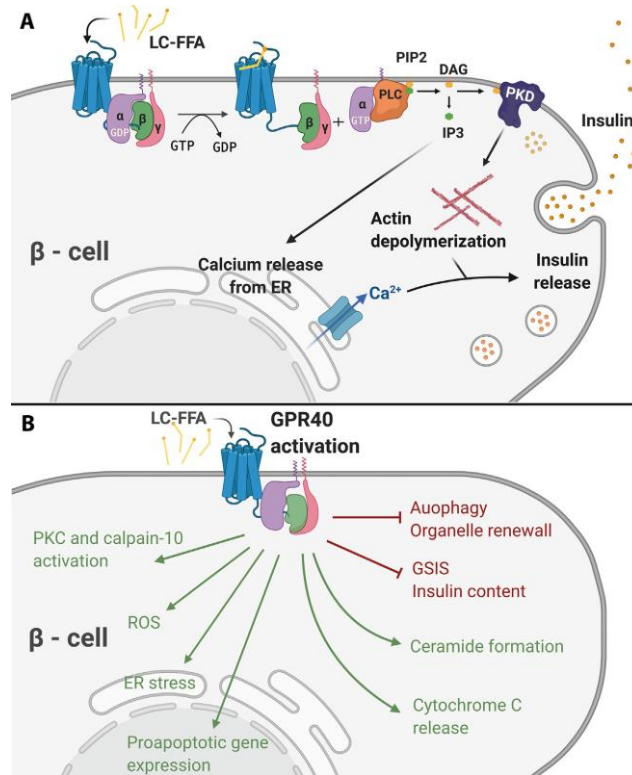 A
LC-FFA
α
GDP
β
γ
GTP
GDP
β
γ
+
α
GTP
PLC
PIP2
DAG
IP3
PKD
Insulin
Actin
depolymerization
Insulin
release
β - cell
Calcium release
from ER
Ca²⁺
B
LC-FFA
GPR40
activation
PKC and calpain-10
activation
ROS
β - cell
ER stress
Proapoptotic gene
expression
Auophagy
Organelle renewall
GSIS
Insulin content
Ceramide formation
Cytochrome C
release